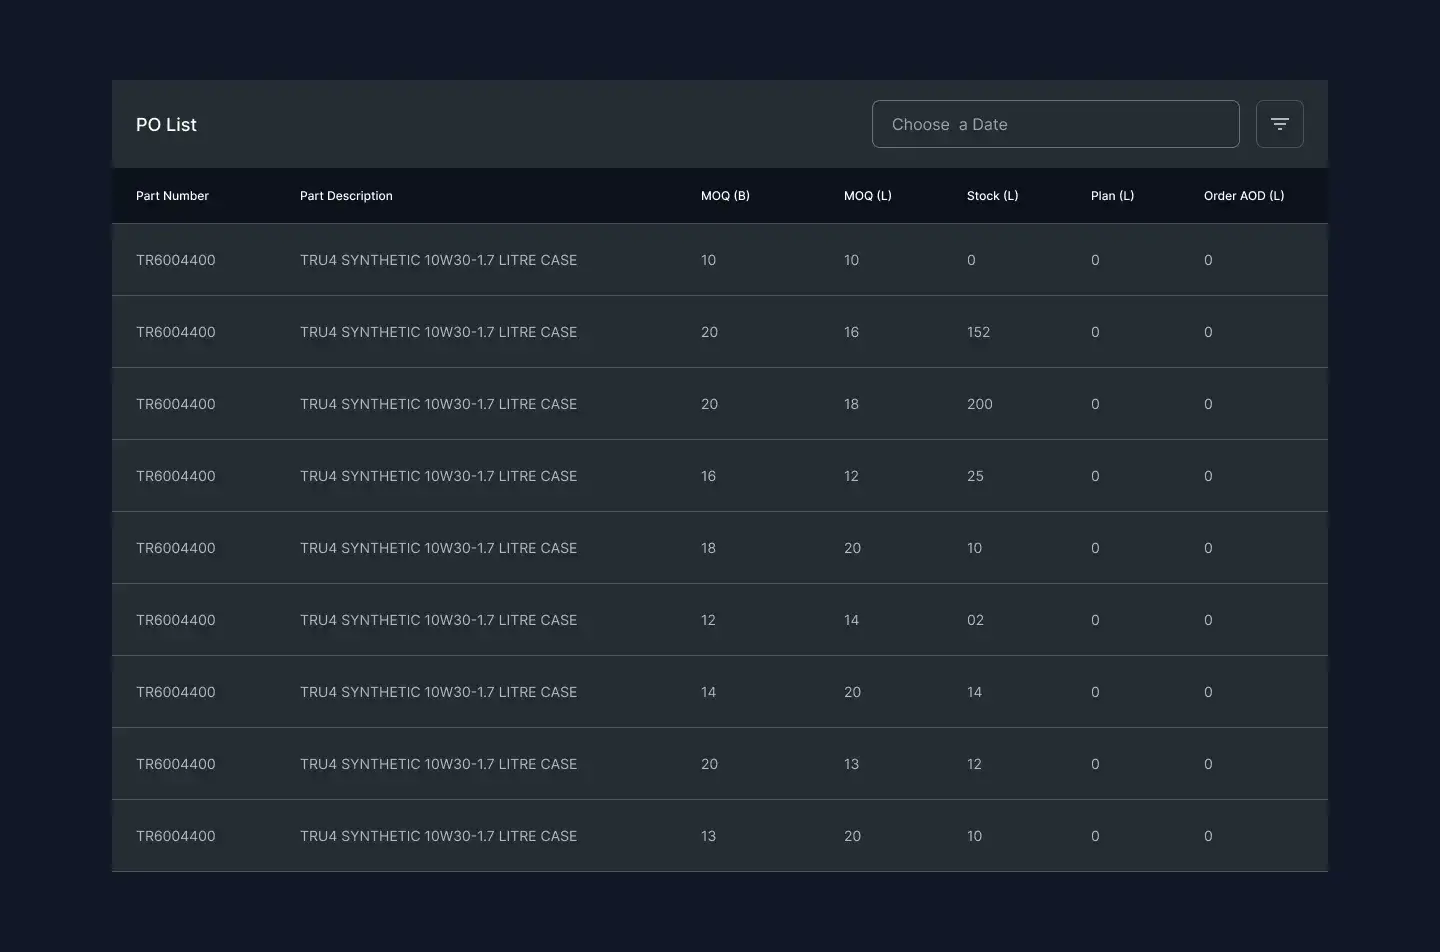 PO List
Choose a Date
Part Number Part Description MOQ (B) MOQ (L) Stock (L) Plan (L) Order AOD (L)
TR6004400 TRU4 SYNTHETIC 10W30-1.7 LITRE CASE 10 10 0 0 0
TR6004400 TRU4 SYNTHETIC 10W30-1.7 LITRE CASE 20 16 152 0 0
TR6004400 TRU4 SYNTHETIC 10W30-1.7 LITRE CASE 20 18 200 0 0
TR6004400 TRU4 SYNTHETIC 10W30-1.7 LITRE CASE 16 12 25 0 0
TR6004400 TRU4 SYNTHETIC 10W30-1.7 LITRE CASE 18 20 10 0 0
TR6004400 TRU4 SYNTHETIC 10W30-1.7 LITRE CASE 12 14 02 0 0
TR6004400 TRU4 SYNTHETIC 10W30-1.7 LITRE CASE 14 20 14 0 0
TR6004400 TRU4 SYNTHETIC 10W30-1.7 LITRE CASE 20 13 12 0 0
TR6004400 TRU4 SYNTHETIC 10W30-1.7 LITRE CASE 13 20 10 0 0